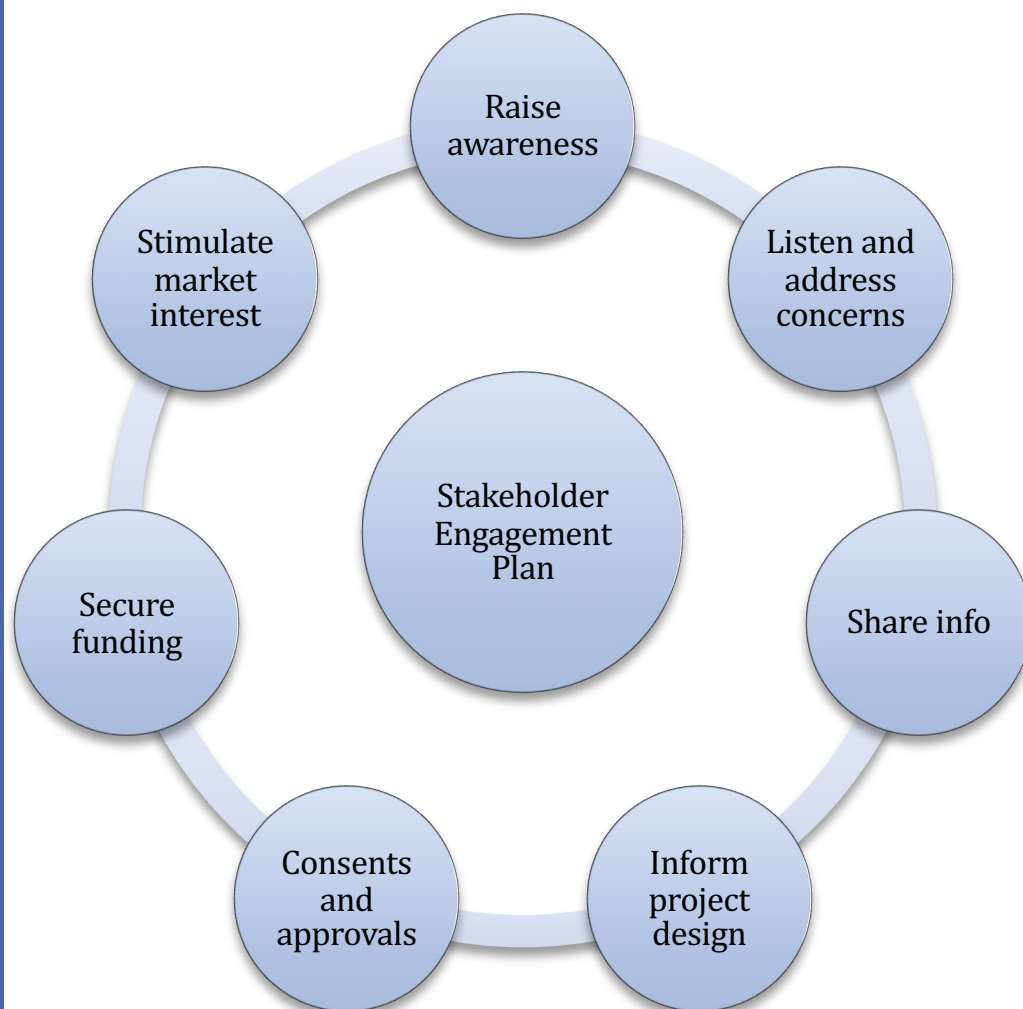 Raise
awareness
Listen and
address
concerns
Share info
Inform
project
design
Consents
and
approvals
Secure
funding
Stimulate
market
interest
Stakeholder
Engagement
Plan